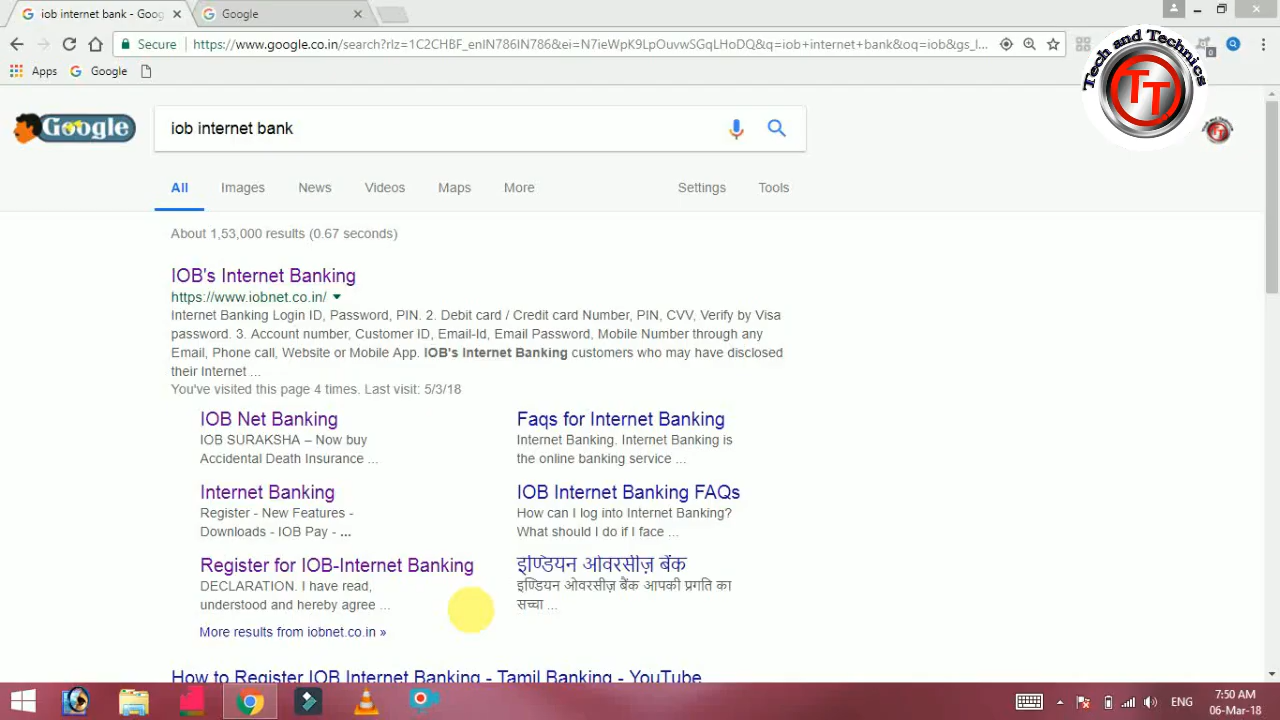 iob internet bank - Goog
Google
Secure https://www.google.co.in/search?rlz=1C2CHBF_enIN786IN786&ei=N7ieWpK9LpOuvwSGqLHoDQ&q=iob+internet+bank&oq=iob&gs_l...
Apps Google
Tech and Technics
TT
Google
iob internet bank
All Images News Videos Maps More Settings Tools
About 1,53,000 results (0.67 seconds)
IOB's Internet Banking
https://www.iobnet.co.in/
Internet Banking Login ID, Password, PIN. 2. Debit card / Credit card Number, PIN, CVV, Verify by Visa
password. 3. Account number, Customer ID, Email-Id, Email Password, Mobile Number through any
Email, Phone call, Website or Mobile App. IOB's Internet Banking customers who may have disclosed
their Internet ...
You've visited this page 4 times. Last visit: 5/3/18
IOB Net Banking
IOB SURAKSHA – Now buy
Accidental Death Insurance ...
Faqs for Internet Banking
Internet Banking. Internet Banking is
the online banking service ...
Internet Banking
Register - New Features -
Downloads - IOB Pay - ...
IOB Internet Banking FAQs
How can I log into Internet Banking?
What should I do if I face ...
Register for IOB-Internet Banking
DECLARATION. I have read,
understood and hereby agree ...
इण्डियन ओवरसीज़ बैंक
इण्डियन ओवरसीज़ बैंक आपकी प्रगति का
सच्चा ...
More results from iobnet.co.in »
How to Register IOB Internet Banking - Tamil Banking - YouTube
ENG
7:50 AM
06-Mar-18